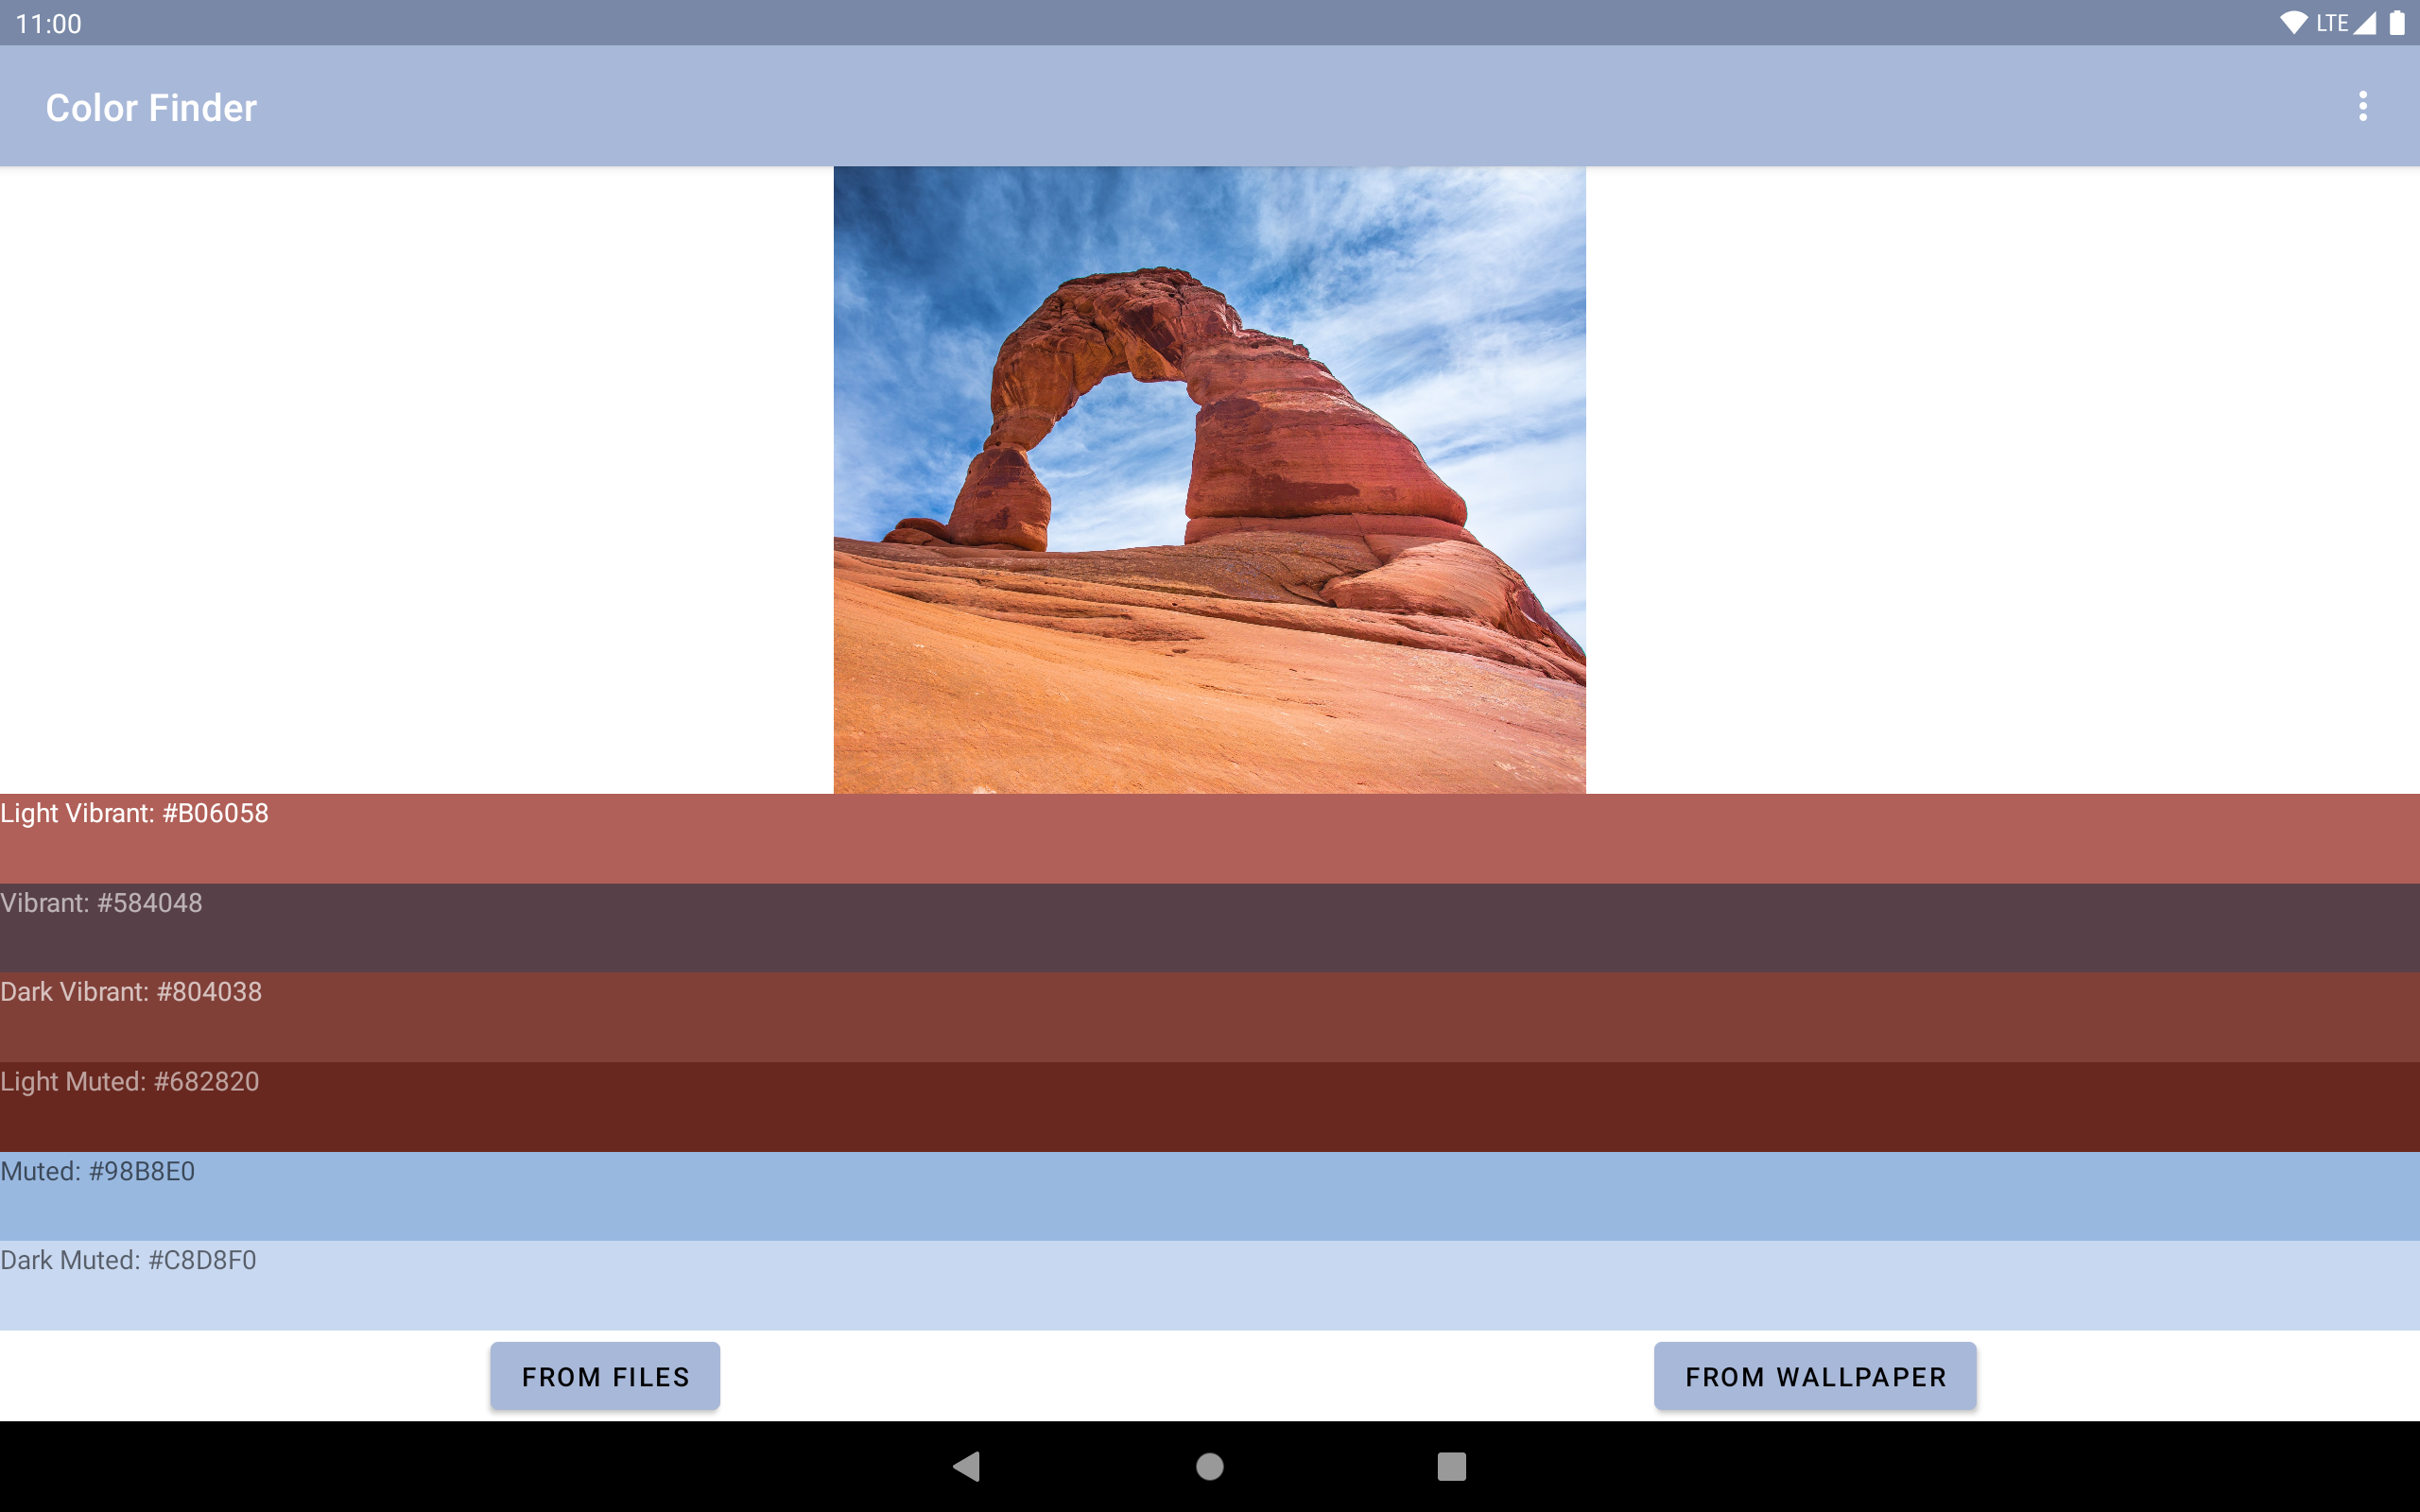 11:00
LTE
Color Finder
Light Vibrant: #B06058
Vibrant: #584048
Dark Vibrant: #804038
Light Muted: #682820
Muted: #98B8E0
Dark Muted: #C8D8F0
FROM FILES
FROM WALLPAPER